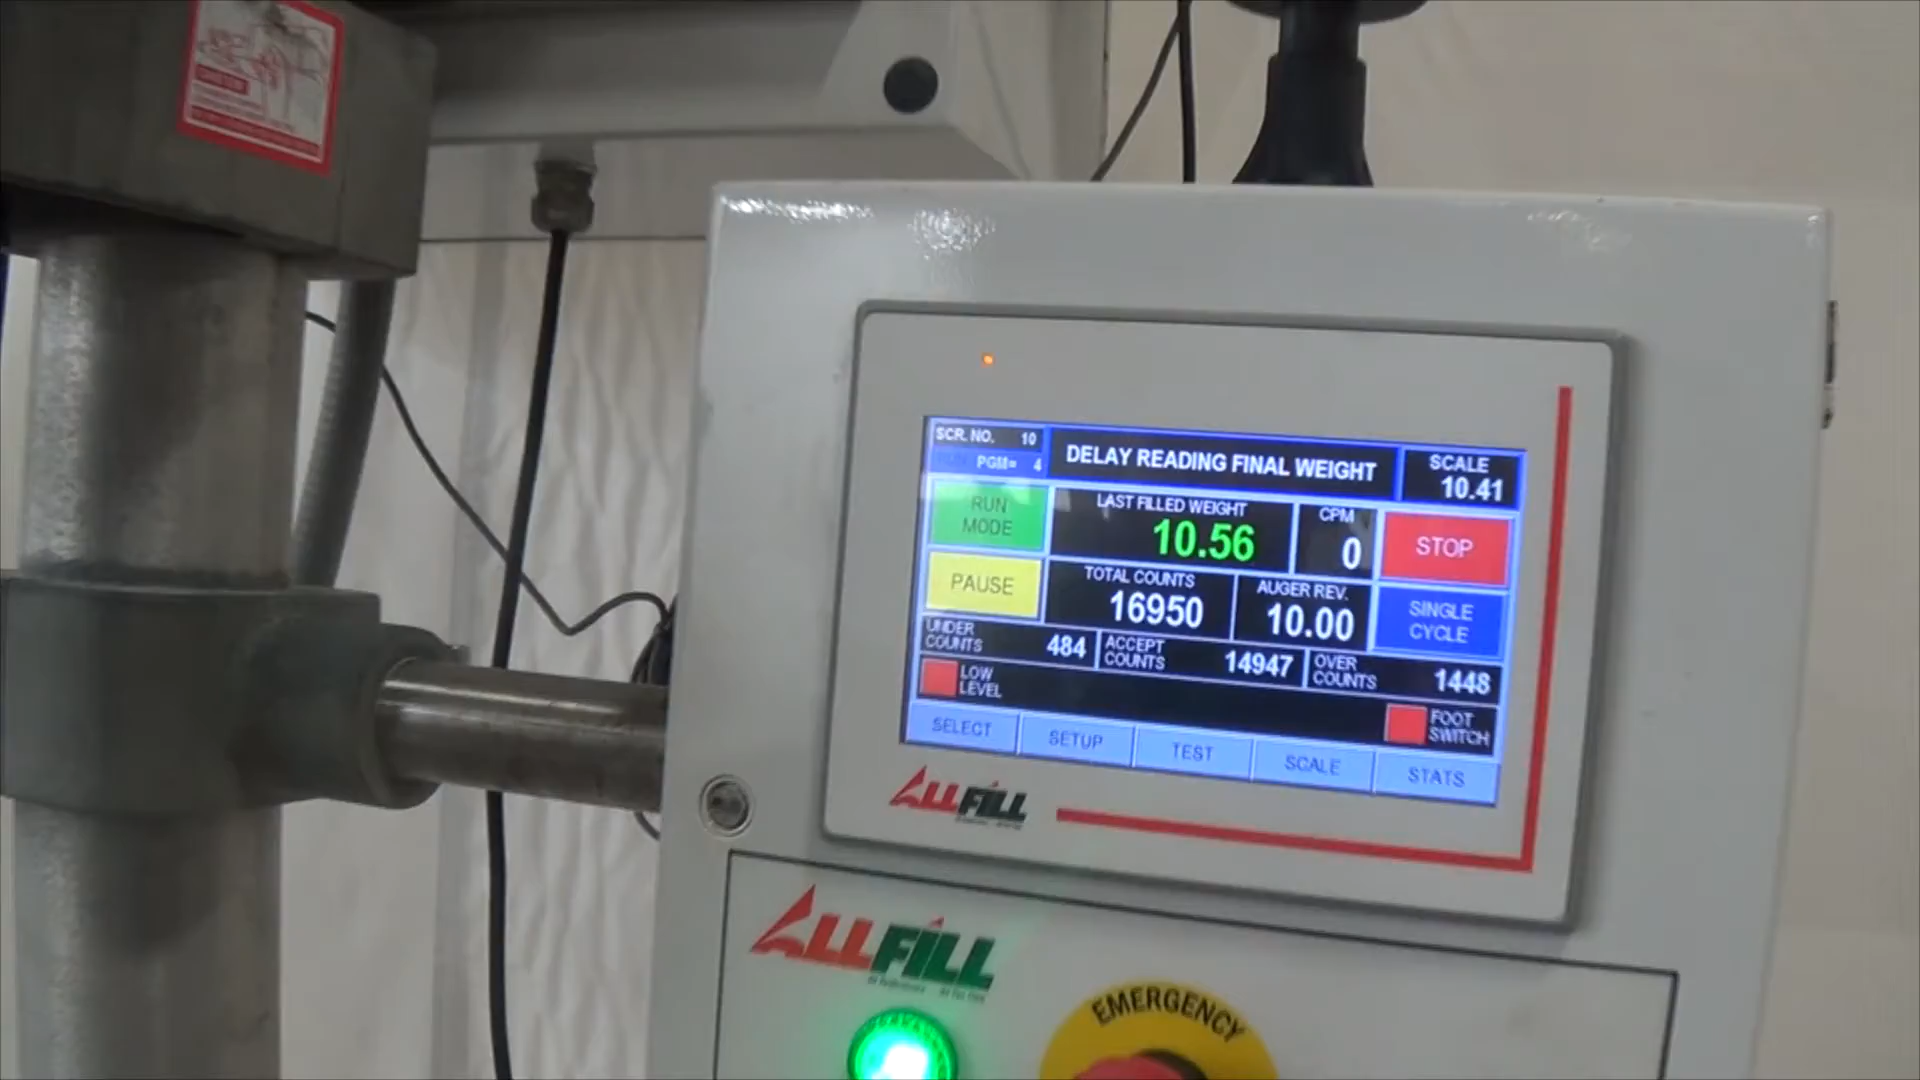 SCR. NO. 10
PGM= 4
DELAY READING FINAL WEIGHT
SCALE
10.41
RUN
MODE
LAST FILLED WEIGHT
10.56
CPM
0
STOP
PAUSE
TOTAL COUNTS
16950
AUGER REV.
10.00
SINGLE
CYCLE
UNDER
COUNTS
484
ACCEPT
COUNTS
14947
OVER
COUNTS
1448
LOW
LEVEL
FOOT
SWITCH
SELECT
SETUP
TEST
SCALE
STATS
ALLFILL
ALLFILL
EMERGENCY